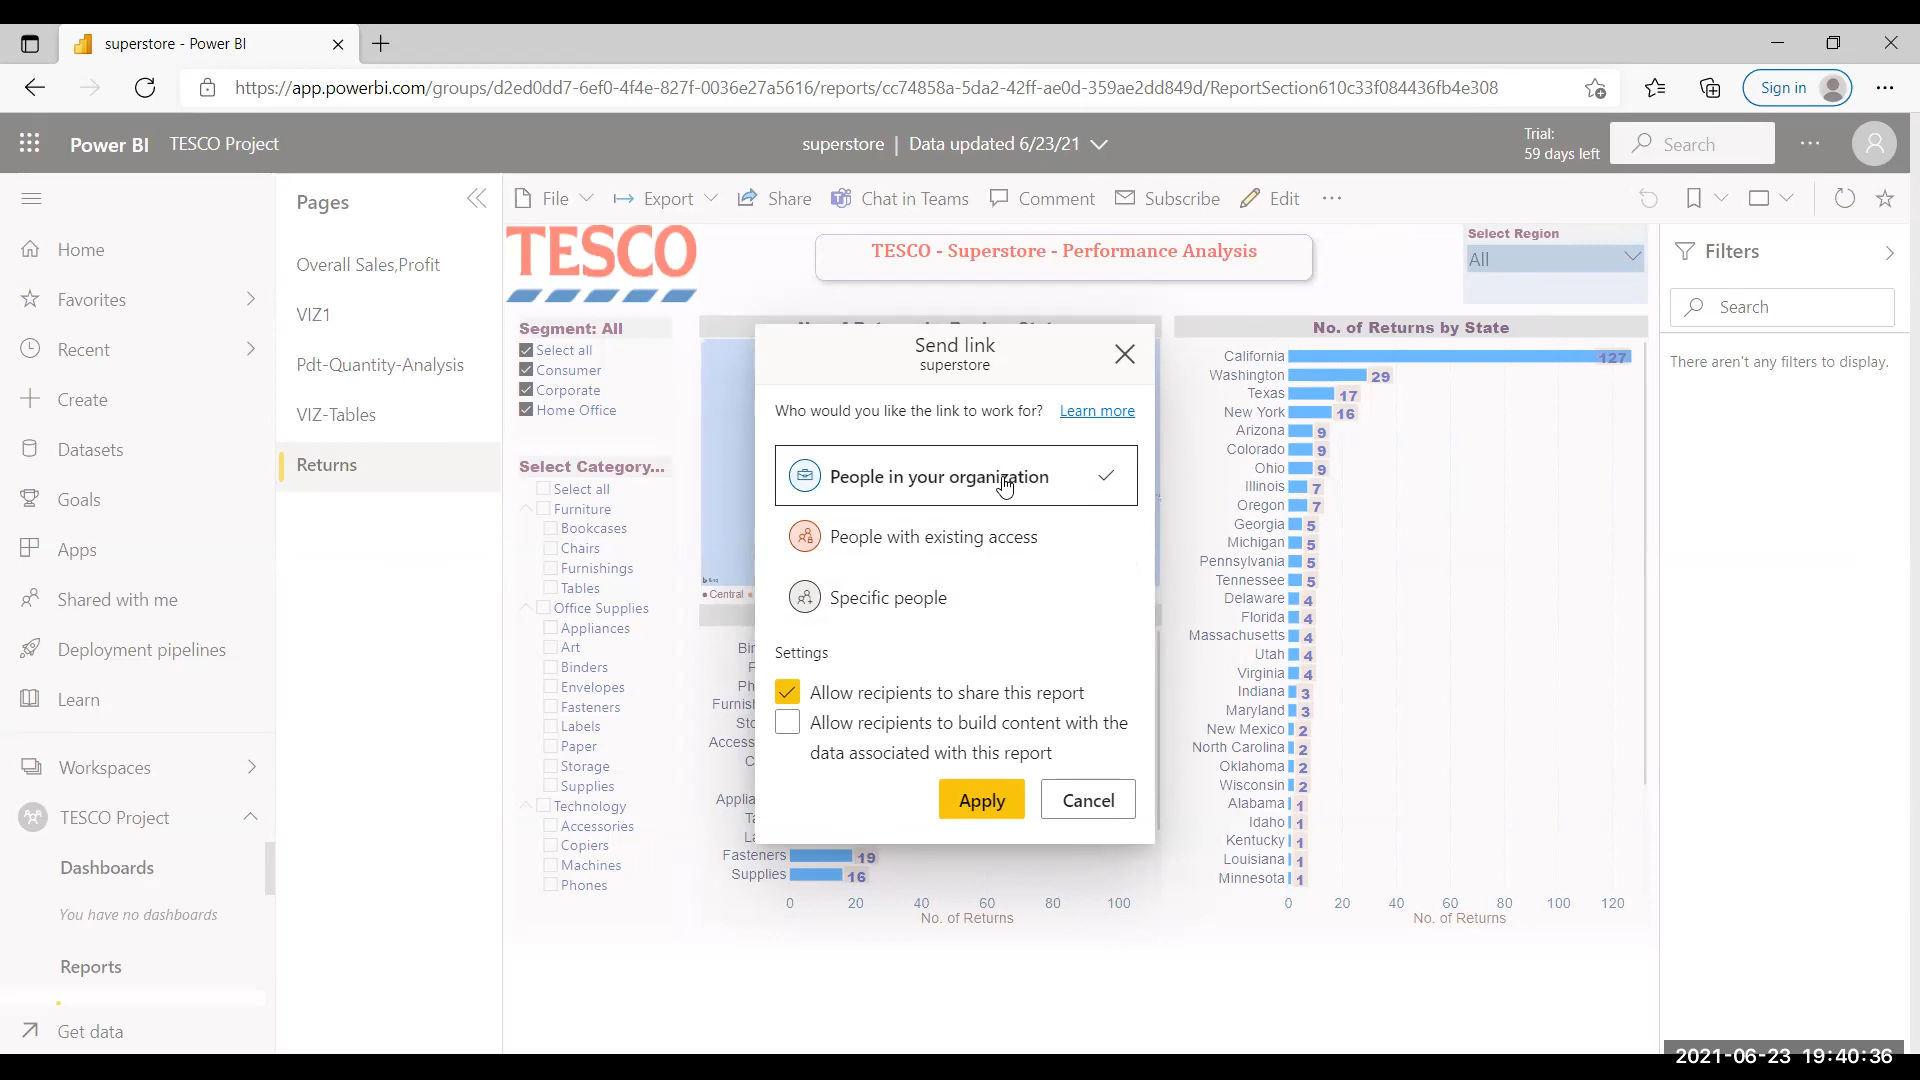 superstore - Power BI
https://app.powerbi.com/groups/d2ed0dd7-6ef0-4f4e-827f-0036e27a5616/reports/cc74858a-5da2-42ff-ae0d-359ae2dd849d/ReportSection610c33f084436fb4e308
Sign in
Power BI TESCO Project
superstore | Data updated 6/23/21
Trial:
59 days left
Search
Home
Favorites
Recent
Create
Datasets
Goals
Apps
Shared with me
Deployment pipelines
Learn
Workspaces
TESCO Project
Dashboards
You have no dashboards
Reports
Get data
Pages
Overall Sales,Profit
VIZ1
Pdt-Quantity-Analysis
VIZ-Tables
Returns
File Export Share Chat in Teams Comment Subscribe Edit
TESCO
TESCO - Superstore - Performance Analysis
Select Region
All
Segment: All
Select all
Consumer
Corporate
Home Office
Select Category...
Select all
Furniture
Bookcases
Chairs
Furnishings
Tables
Office Supplies
Appliances
Art
Binders
Envelopes
Fasteners
Labels
Paper
Storage
Supplies
Technology
Accessories
Copiers
Machines
Phones
Central
Send link
superstore
Who would you like the link to work for? Learn more
People in your organization
People with existing access
Specific people
Settings
Allow recipients to share this report
Allow recipients to build content with the
data associated with this report
Apply Cancel
Fasteners 19
Supplies 16
0 20 40 60 80 100
No. of Returns
No. of Returns by State
California 127
Washington 29
Texas 17
New York 16
Arizona 9
Colorado 9
Ohio 9
Illinois 7
Oregon 7
Georgia 5
Michigan 5
Pennsylvania 5
Tennessee 5
Delaware 4
Florida 4
Massachusetts 4
Utah 4
Virginia 4
Indiana 3
Maryland 3
New Mexico 2
North Carolina 2
Oklahoma 2
Wisconsin 2
Alabama 1
Idaho 1
Kentucky 1
Louisiana 1
Minnesota 1
0 20 40 60 80 100 120
No. of Returns
Filters
Search
There aren't any filters to display.
2021-06-23 19:40:36